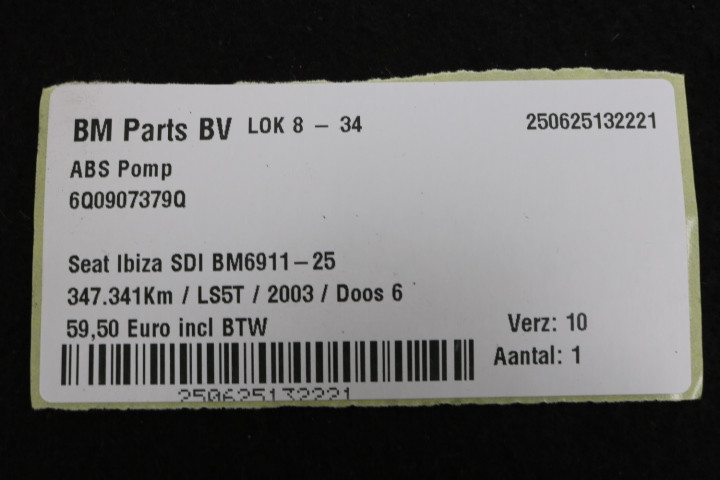 BM Parts BV LOK 8 - 34 250625132221
ABS Pomp
6Q0907379Q
Seat Ibiza SDI BM6911-25
347.341Km / LS5T / 2003 / Doos 6
59,50 Euro incl BTW Verz: 10
Aantal: 1
250625132221